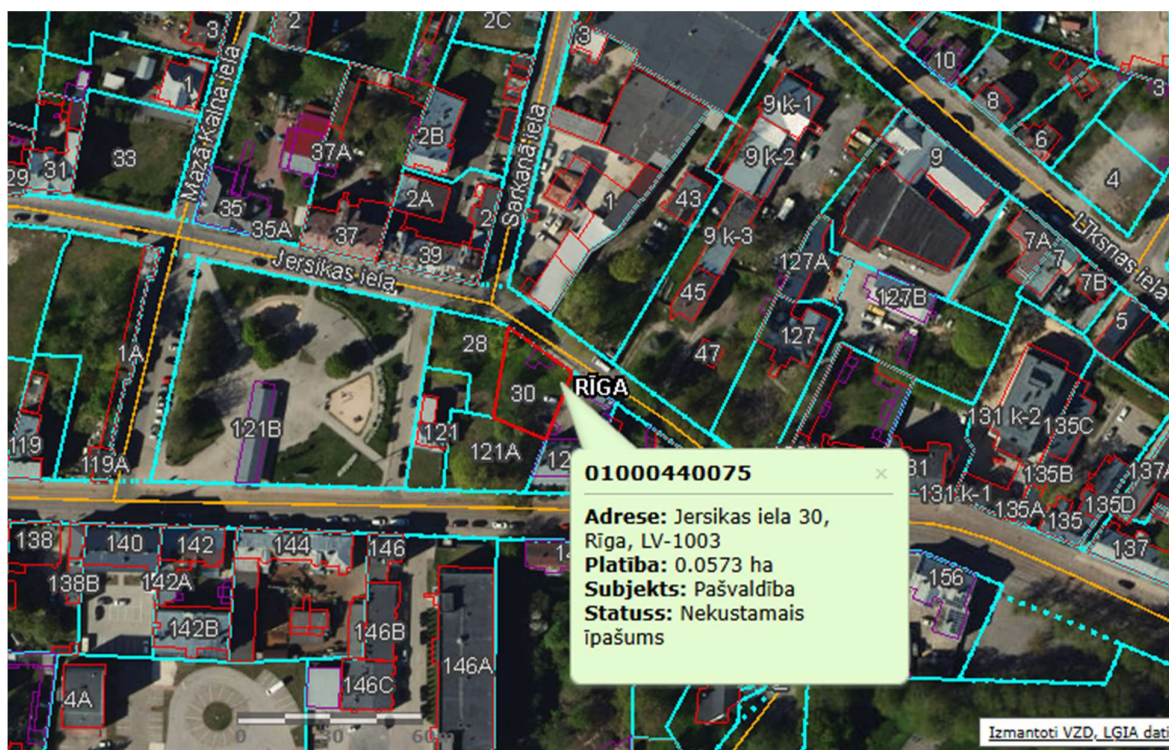 3
2
2C
3
10
1
2B
9 k-1
8
31
33
Mazā Kalna iela
37A
Sarkanā iela
9 k-2
9
6
29
2A
1
43
4
35
2
35A
37
39
9 k-3
127A
7A
7
Līksnas iela
Jersikas iela
45
127B
7B
1A
28
47
127
5
30
RĪGA
121B
121
131 k-2
135C
119
121A
119A
131 k-1
135B
137A
135A
135
135D
138
140
142
144
146
137
138B
142A
156
142B
146B
146A
4A
146C
01000440075
×
Adrese: Jersikas iela 30,
Rīga, LV-1003
Platība: 0.0573 ha
Subjekts: Pašvaldība
Statuss: Nekustamais
īpašums
0 30 60m
Izmantoti VZD, LĢIA dati